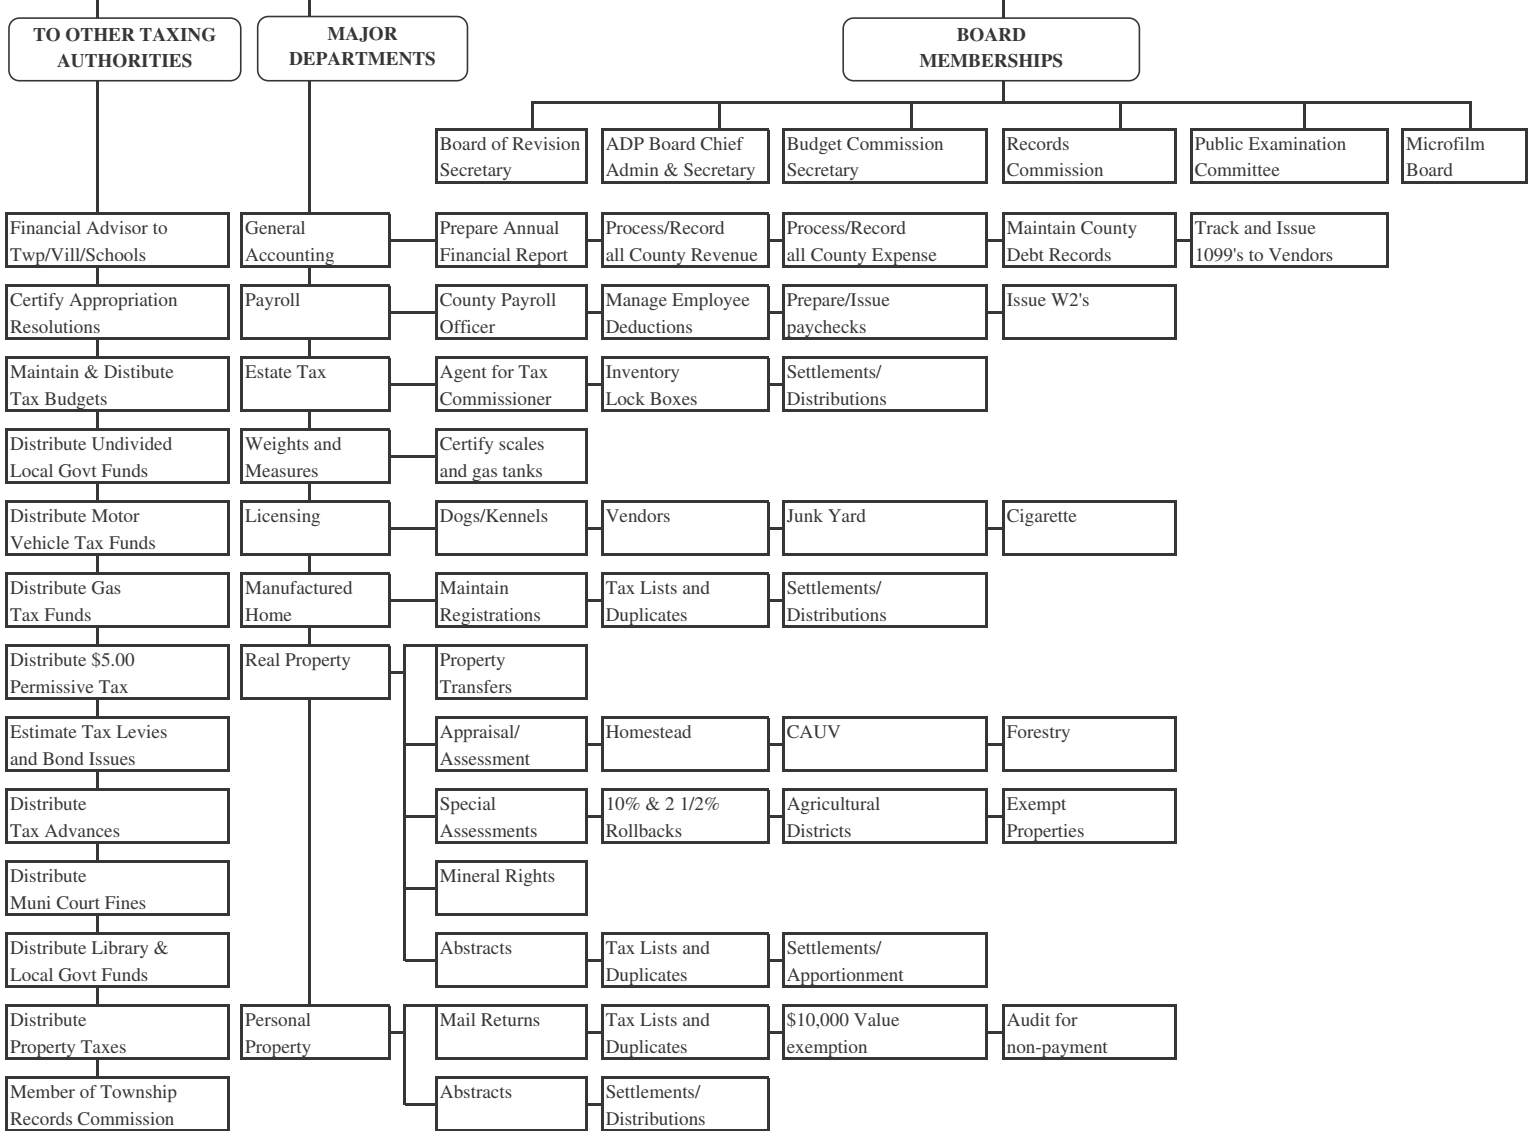 TO OTHER TAXING
AUTHORITIES
MAJOR
DEPARTMENTS
BOARD
MEMBERSHIPS
Board of Revision
Secretary
ADP Board Chief
Admin & Secretary
Budget Commission
Secretary
Records
Commission
Public Examination
Committee
Microfilm
Board
Financial Advisor to
Twp/Vill/Schools
General
Accounting
Prepare Annual
Financial Report
Process/Record
all County Revenue
Process/Record
all County Expense
Maintain County
Debt Records
Track and Issue
1099's to Vendors
Certify Appropriation
Resolutions
Payroll
County Payroll
Officer
Manage Employee
Deductions
Prepare/Issue
paychecks
Issue W2's
Maintain & Distibute
Tax Budgets
Estate Tax
Agent for Tax
Commissioner
Inventory
Lock Boxes
Settlements/
Distributions
Distribute Undivided
Local Govt Funds
Weights and
Measures
Certify scales
and gas tanks
Distribute Motor
Vehicle Tax Funds
Licensing
Dogs/Kennels
Vendors
Junk Yard
Cigarette
Distribute Gas
Tax Funds
Manufactured
Home
Maintain
Registrations
Tax Lists and
Duplicates
Settlements/
Distributions
Distribute $5.00
Permissive Tax
Real Property
Property
Transfers
Estimate Tax Levies
and Bond Issues
Appraisal/
Assessment
Homestead
CAUV
Forestry
Distribute
Tax Advances
Special
Assessments
10% & 2 1/2%
Rollbacks
Agricultural
Districts
Exempt
Properties
Distribute
Muni Court Fines
Mineral Rights
Distribute Library &
Local Govt Funds
Abstracts
Tax Lists and
Duplicates
Settlements/
Apportionment
Distribute
Property Taxes
Personal
Property
Mail Returns
Tax Lists and
Duplicates
$10,000 Value
exemption
Audit for
non-payment
Member of Township
Records Commission
Abstracts
Settlements/
Distributions